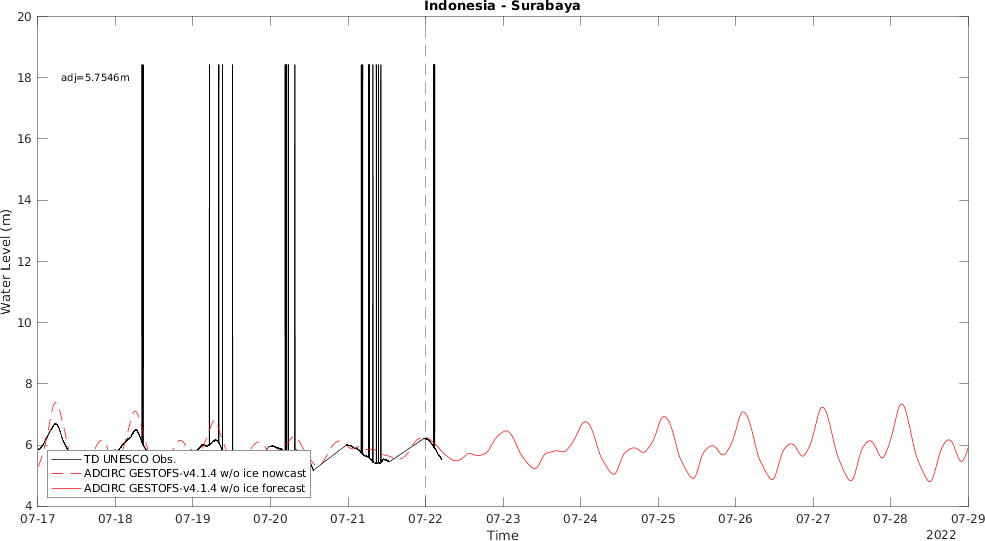 Indonesia - Surabaya
20
18
16
14
12
10
8
6
4
Water Level (m)
adj=5.7546m
TD UNESCO Obs.
ADCIRC GESTOFS-v4.1.4 w/o ice nowcast
ADCIRC GESTOFS-v4.1.4 w/o ice forecast
07-17 07-18 07-19 07-20 07-21 07-22 07-23 07-24 07-25 07-26 07-27 07-28 07-29
Time
2022